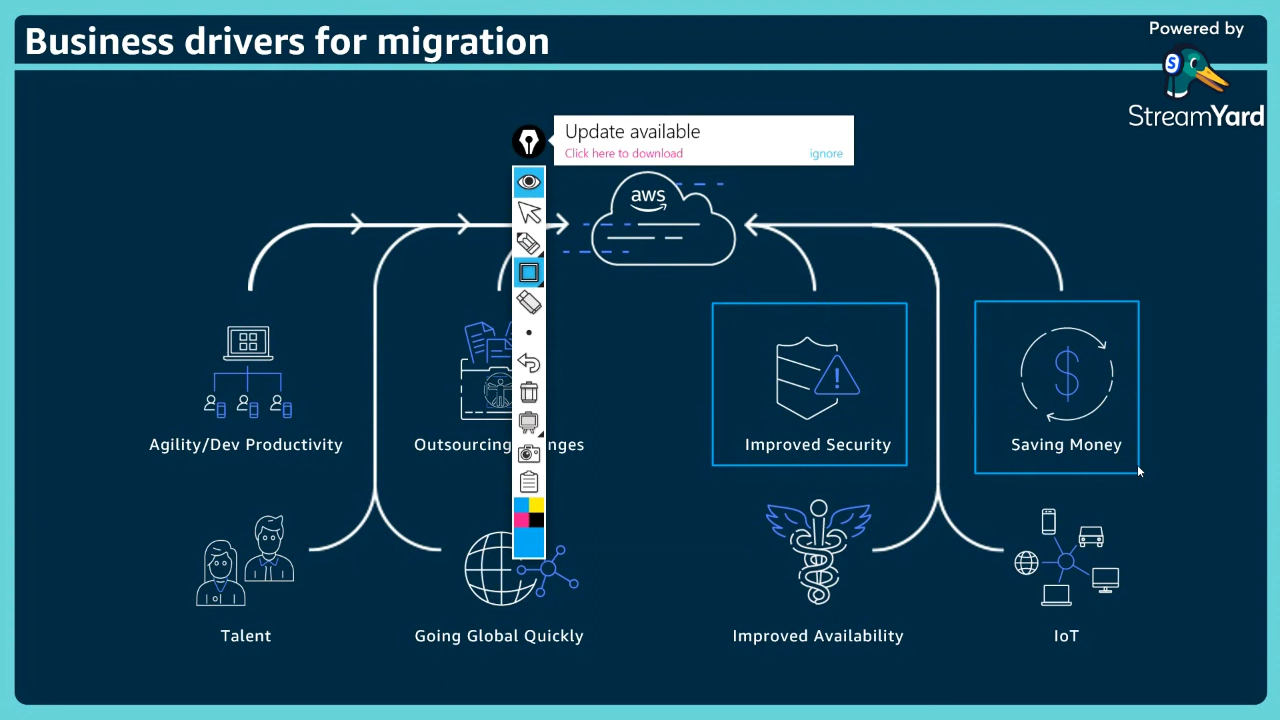 Business drivers for migration
Powered by
S
StreamYard
Update available
Click here to download ignore
aws
Agility/Dev Productivity
Outsourcing nges
Improved Security
Saving Money
Talent
Going Global Quickly
Improved Availability
IoT